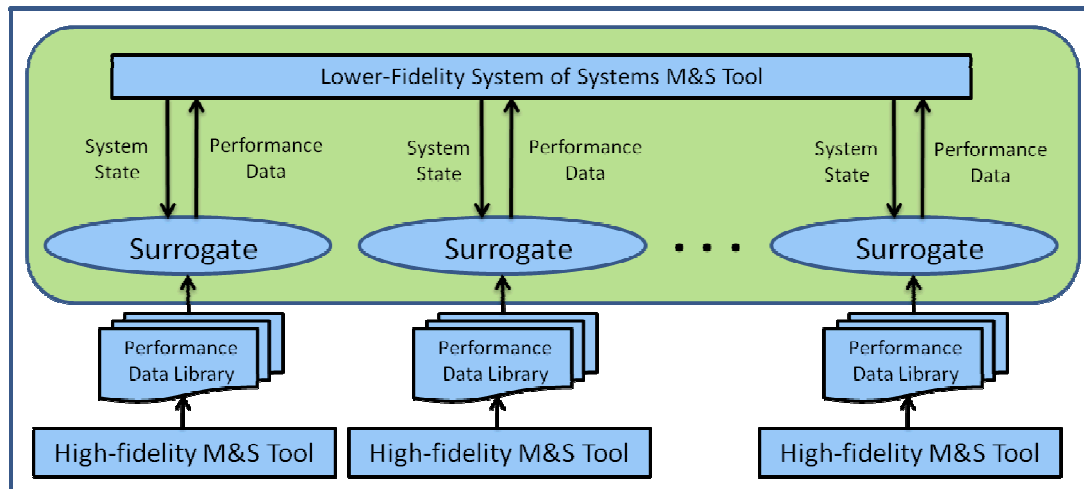 Lower-Fidelity System of Systems M&S Tool
System
State
Performance
Data
System
State
Performance
Data
System
State
Performance
Data
Surrogate
Surrogate
. . .
Surrogate
Performance
Data Library
Performance
Data Library
Performance
Data Library
High-fidelity M&S Tool
High-fidelity M&S Tool
High-fidelity M&S Tool